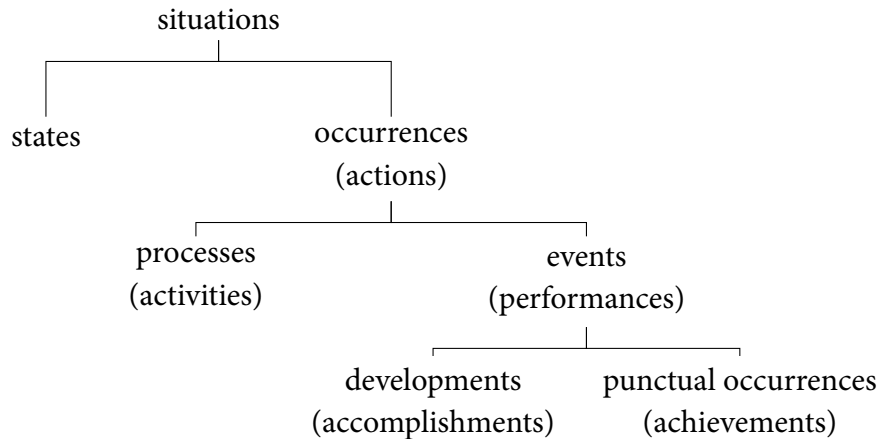 situations
states
occurrences
(actions)
processes
(activities)
events
(performances)
developments
(accomplishments)
punctual occurrences
(achievements)